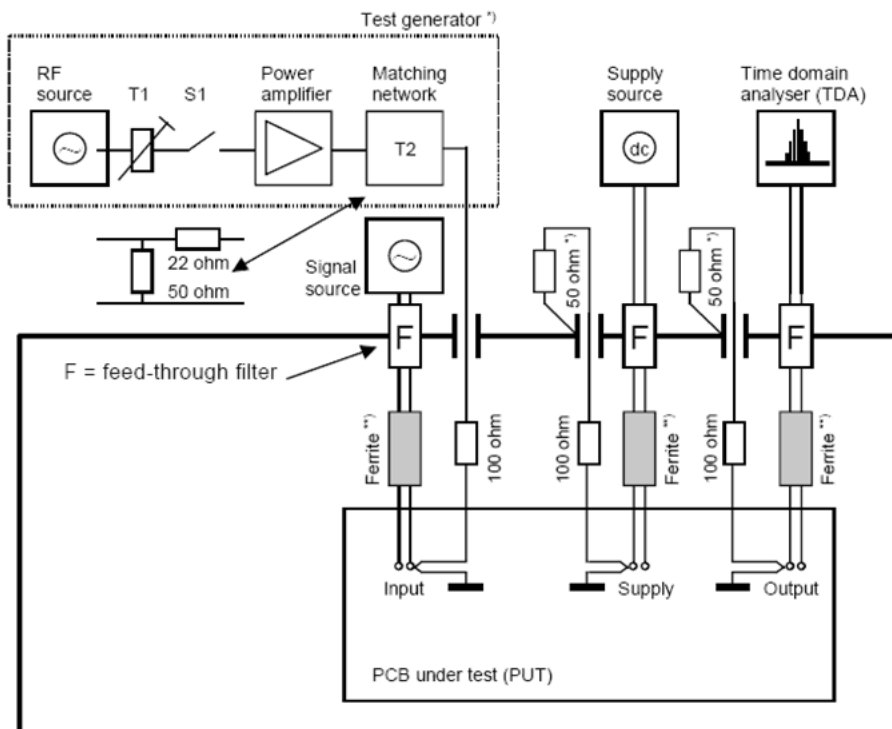 Test generator *)
RF
source
T1
S1
Power
amplifier
Matching
network
T2
Supply
source
dc
Time domain
analyser (TDA)
22 ohm
50 ohm
Signal
source
50 ohm *)
50 ohm *)
F
F
F
F = feed-through filter
Ferrite **)
100 ohm
100 ohm
Ferrite **)
100 ohm
Ferrite **)
Input
Supply
Output
PCB under test (PUT)